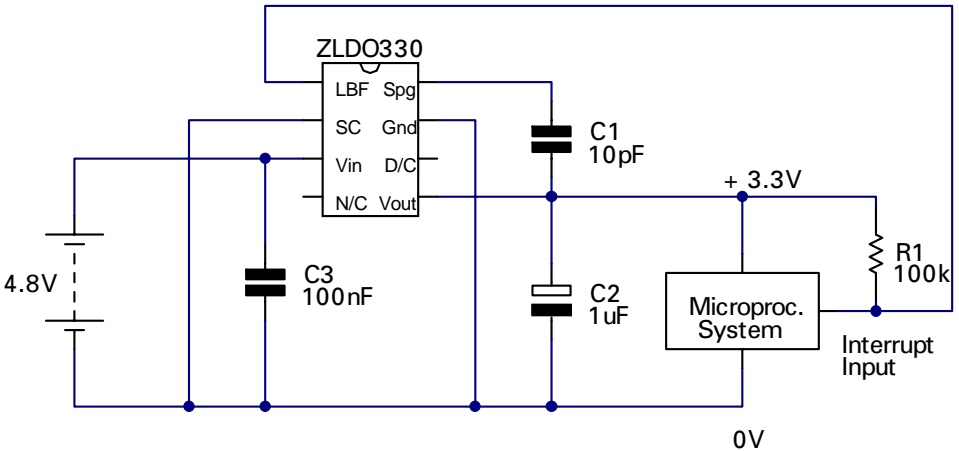 ZLDO330
LBF Spg
SC Gnd
Vin D/C
N/C Vout
C1
10pF
+ 3.3V
4.8V
C3
100nF
C2
1uF
R1
100k
Microproc.
System
Interrupt
Input
0V